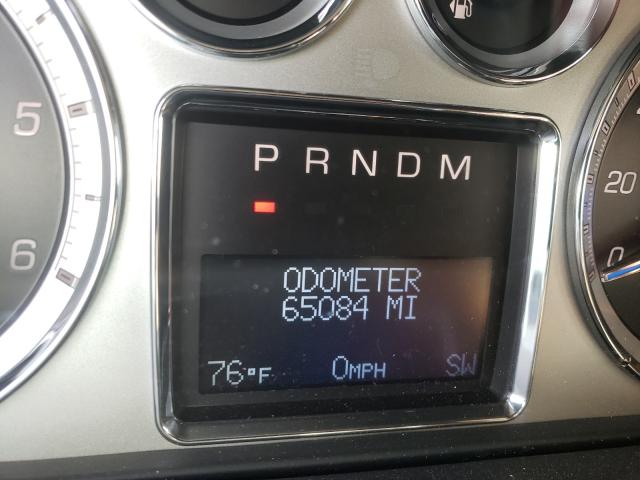 5
6
P R N D M
ODOMETER
65084 MI
76°F 0MPH SW
20
0